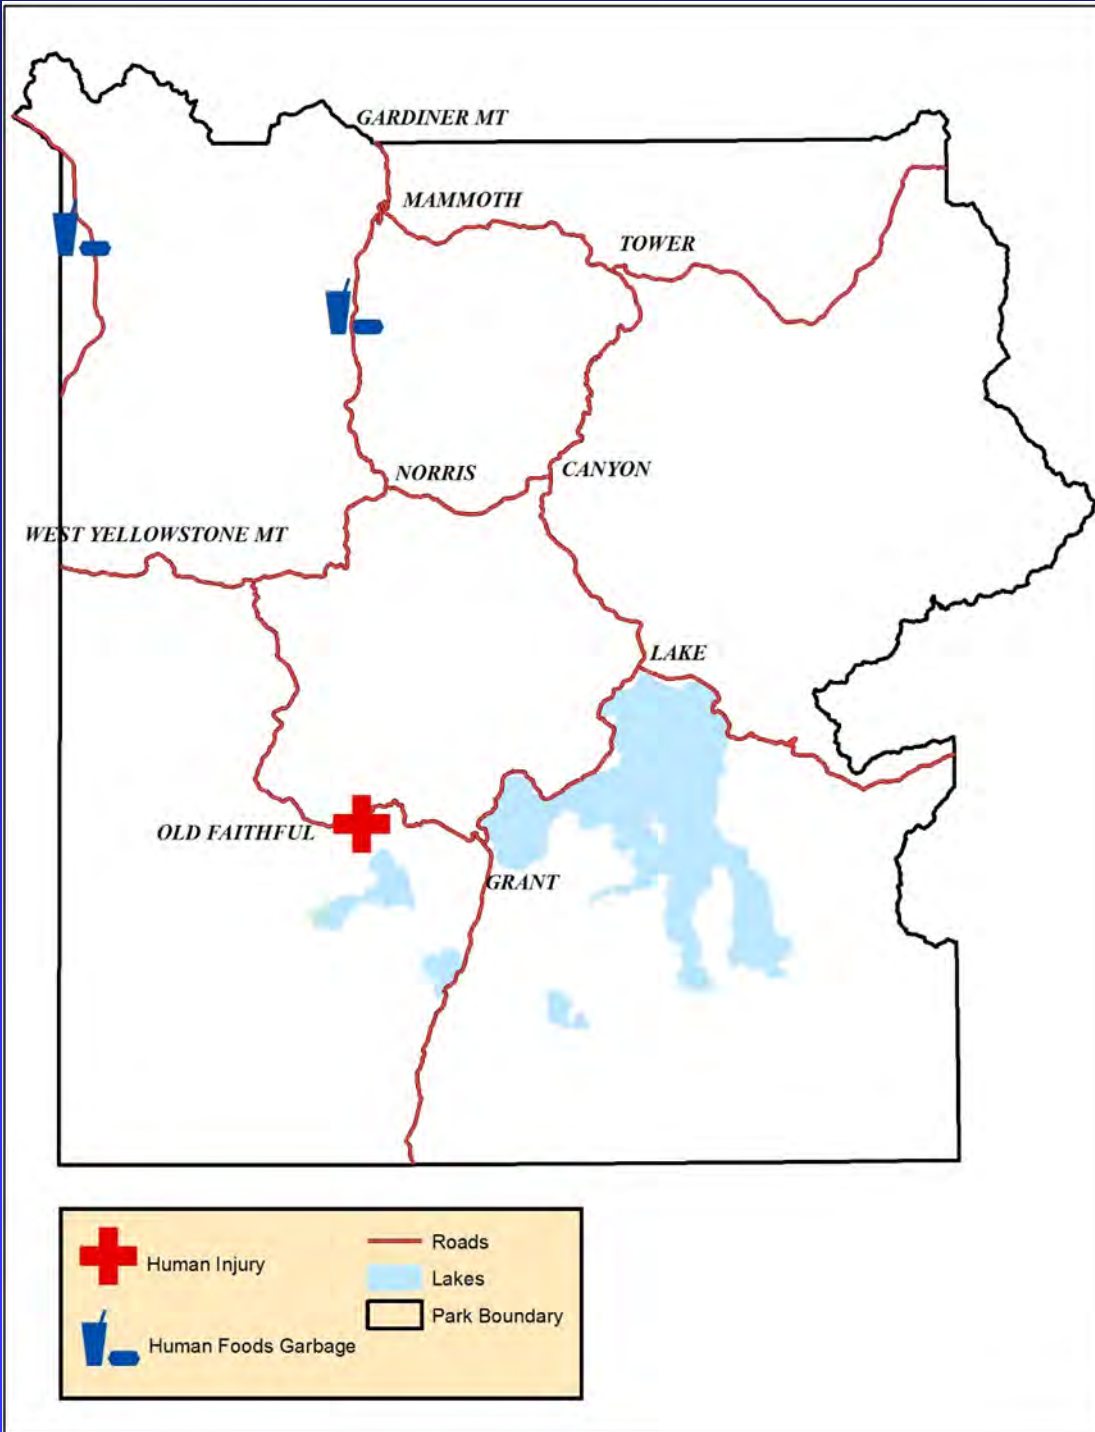 GARDINER MT
MAMMOTH
TOWER
NORRIS
CANYON
WEST YELLOWSTONE MT
LAKE
OLD FAITHFUL
GRANT
Human Injury
Human Foods Garbage
Roads
Lakes
Park Boundary